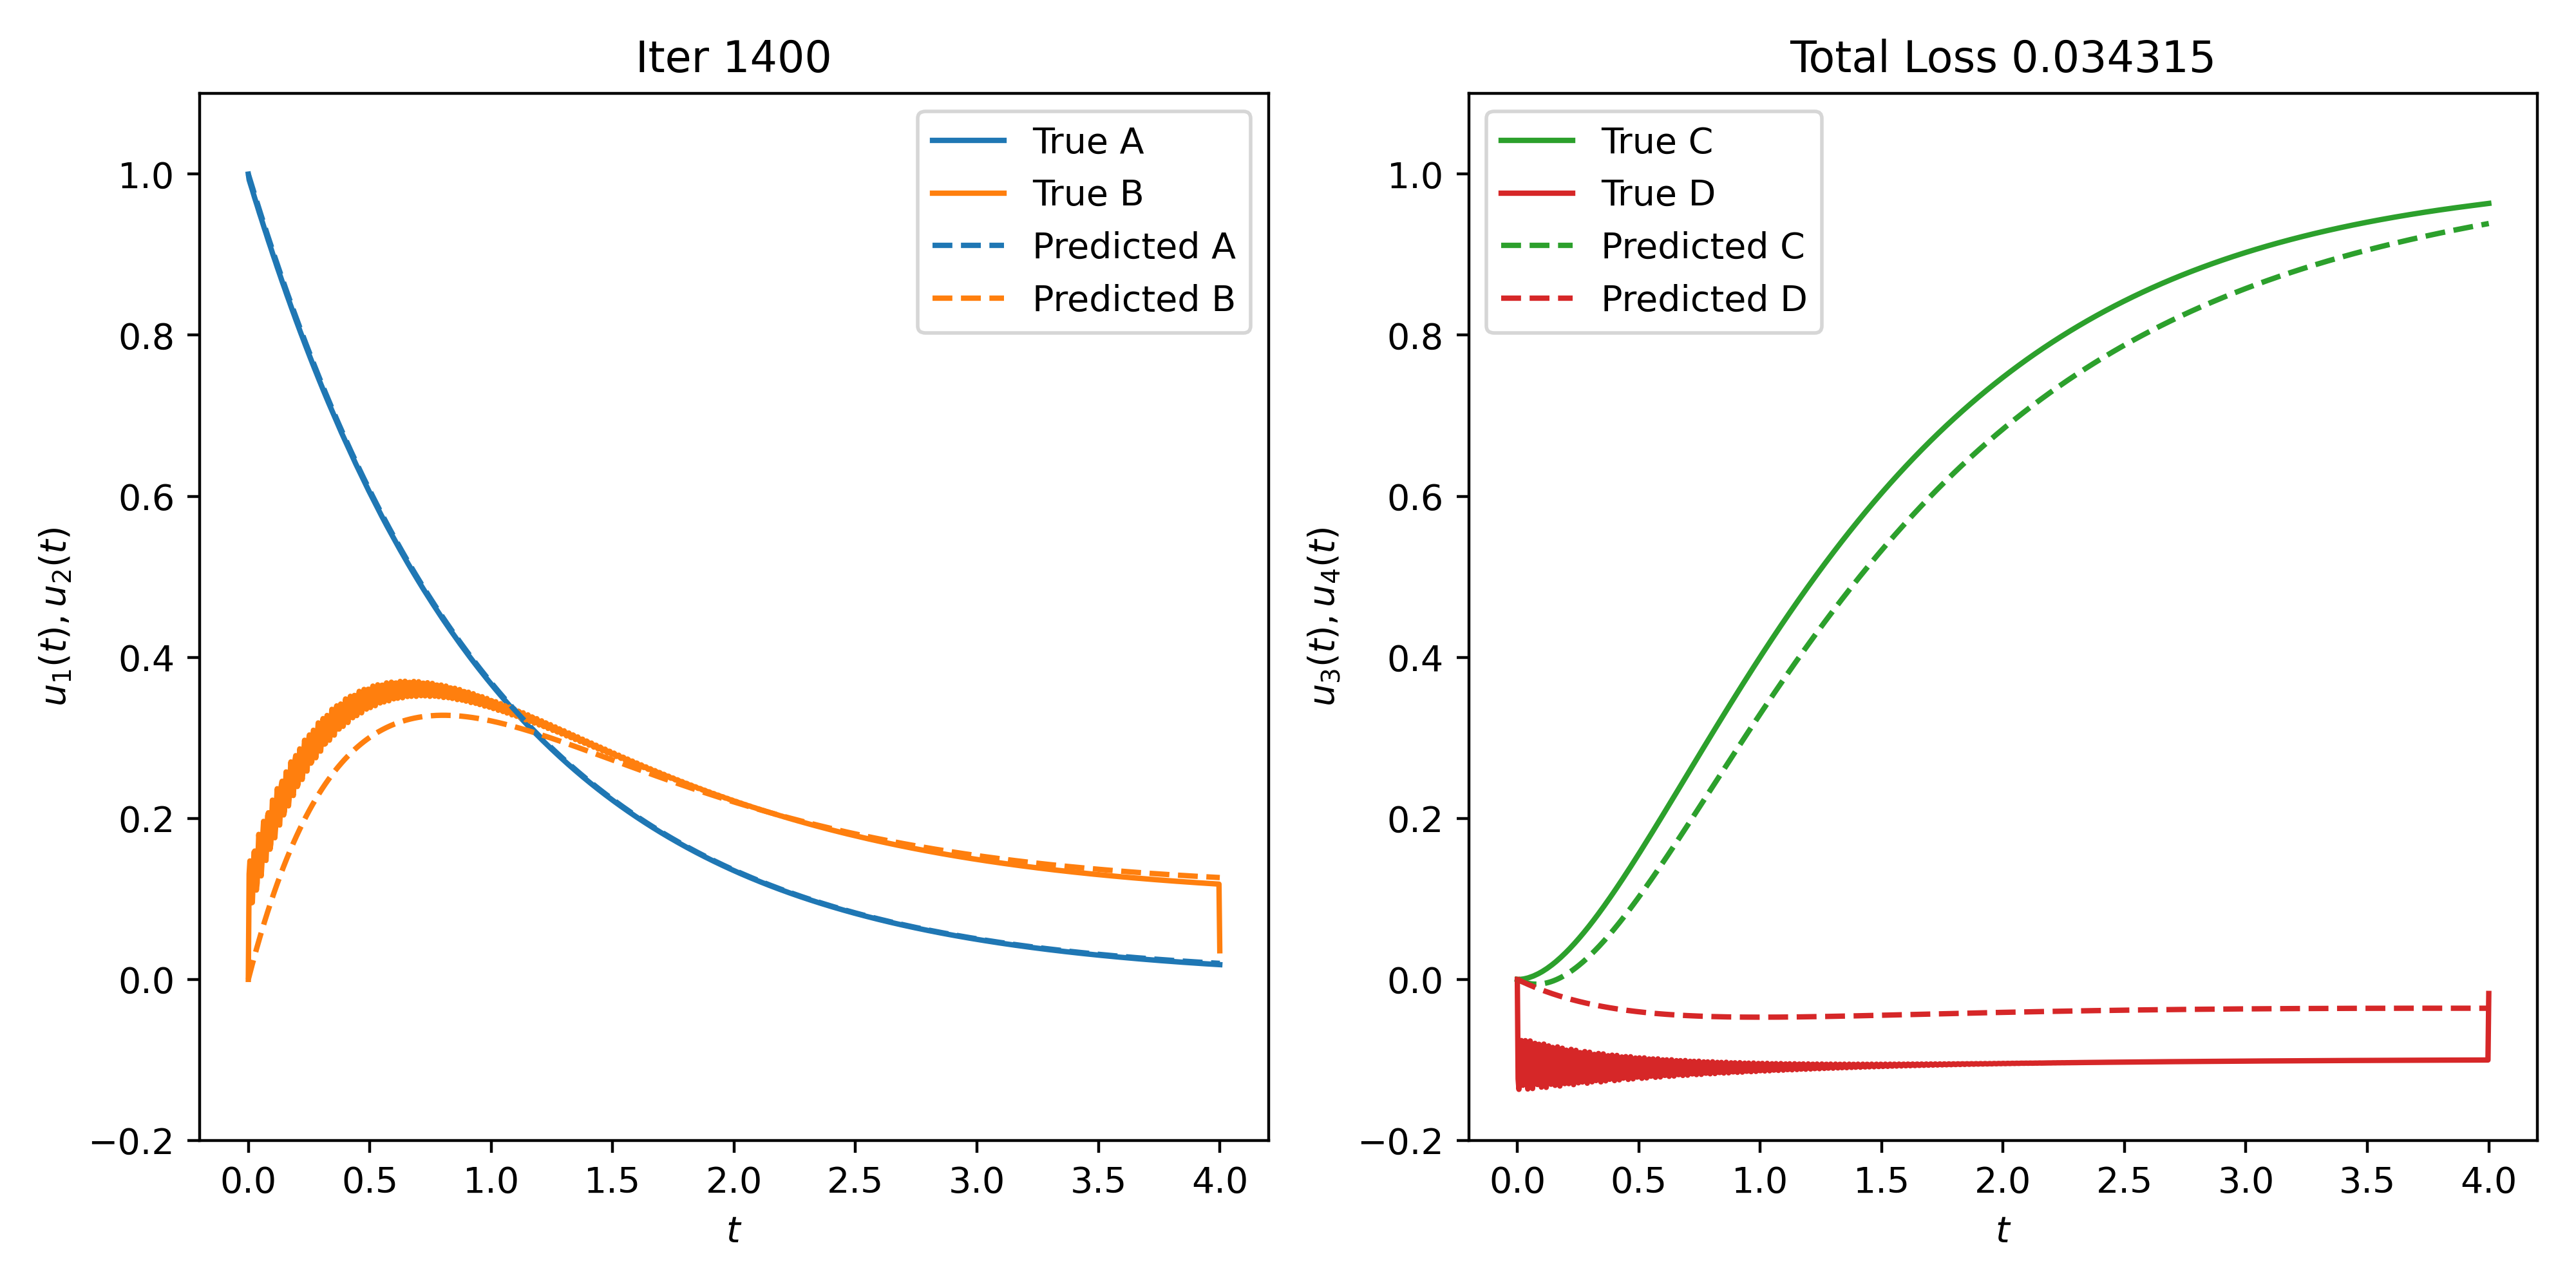 Iter 1400
Total Loss 0.034315
True A
True B
Predicted A
Predicted B
True C
True D
Predicted C
Predicted D
1.0
0.8
0.6
0.4
0.2
0.0
−0.2
1.0
0.8
0.6
0.4
0.2
0.0
−0.2
u₁(t), u₂(t)
u₃(t), u₄(t)
0.0 0.5 1.0 1.5 2.0 2.5 3.0 3.5 4.0
0.0 0.5 1.0 1.5 2.0 2.5 3.0 3.5 4.0
t
t